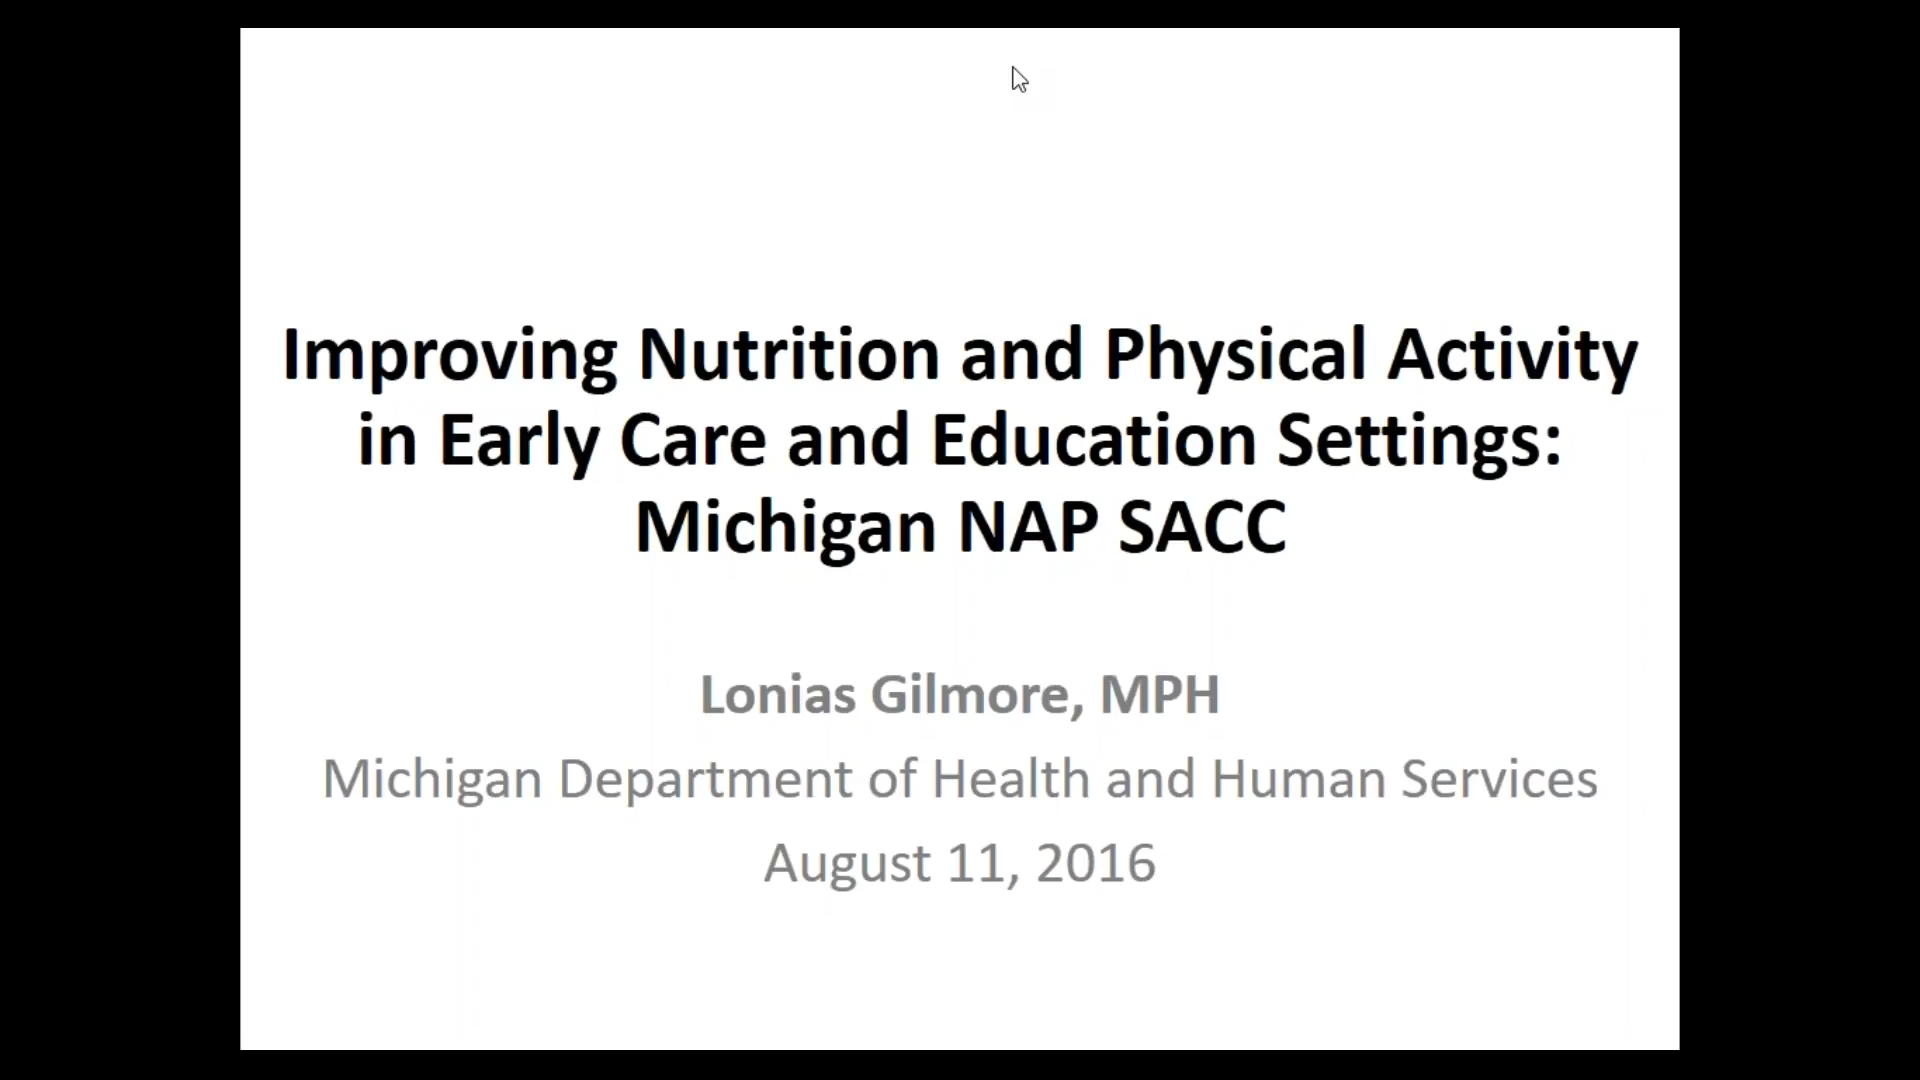 Improving Nutrition and Physical Activity
in Early Care and Education Settings:
Michigan NAP SACC
Lonias Gilmore, MPH
Michigan Department of Health and Human Services
August 11, 2016